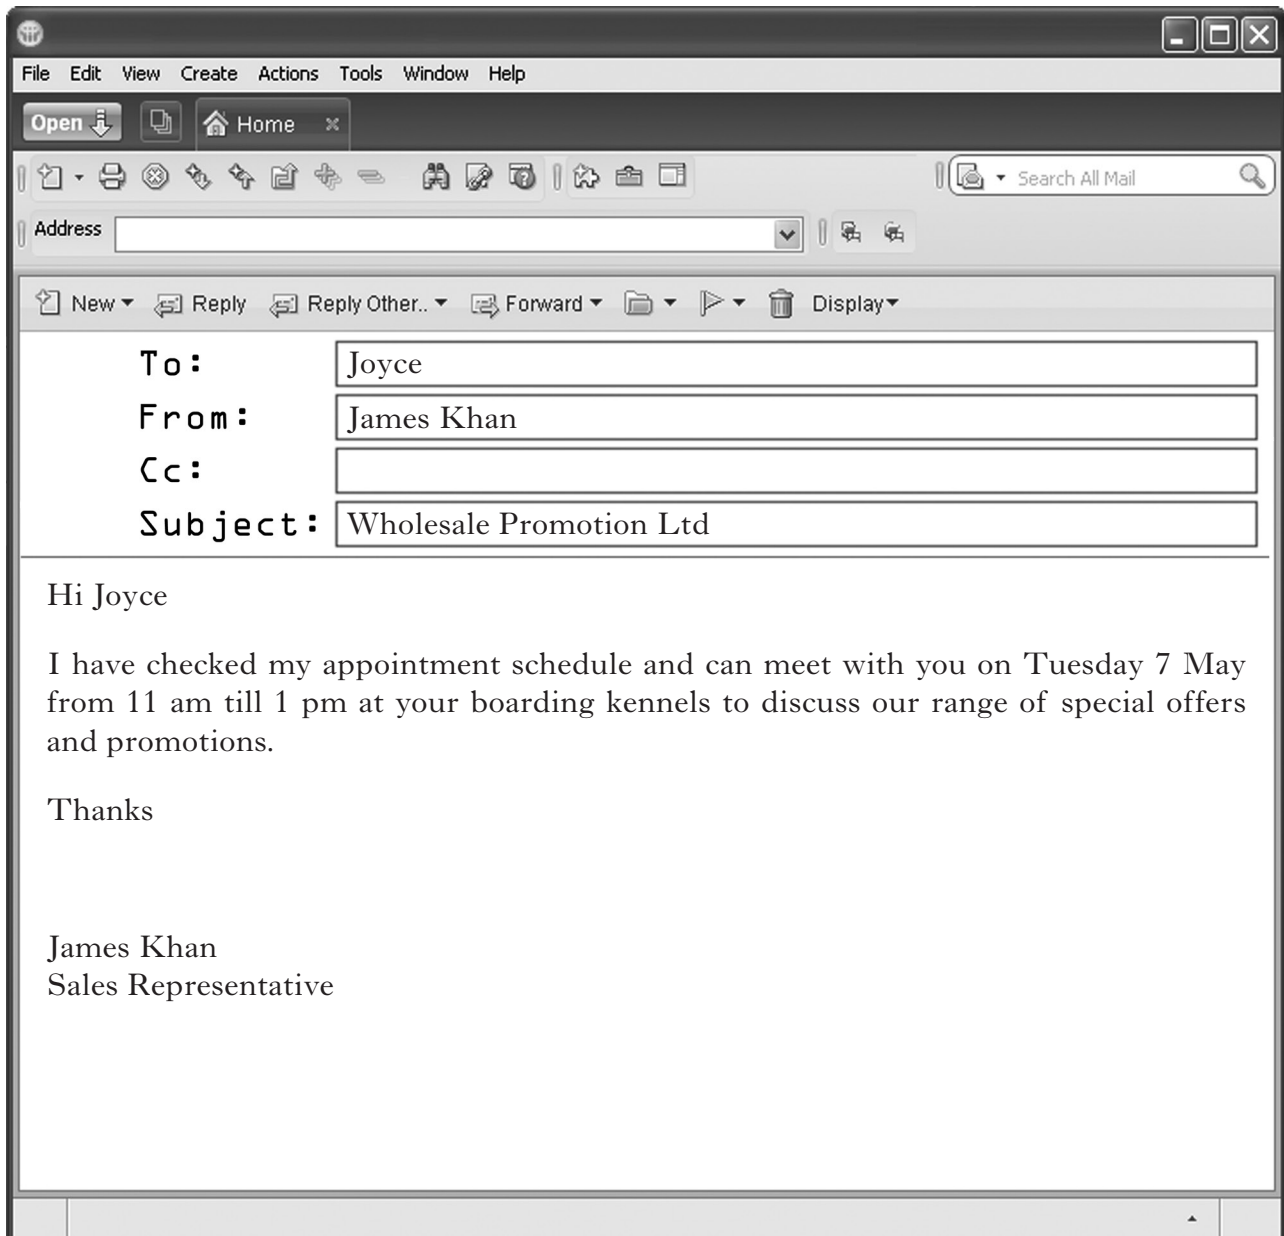 File Edit View Create Actions Tools Window Help
Open Home
Search All Mail
Address
New Reply Reply Other.. Forward Display
To: Joyce
From: James Khan
Cc:
Subject: Wholesale Promotion Ltd
Hi Joyce
I have checked my appointment schedule and can meet with you on Tuesday 7 May
from 11 am till 1 pm at your boarding kennels to discuss our range of special offers
and promotions.
Thanks
James Khan
Sales Representative